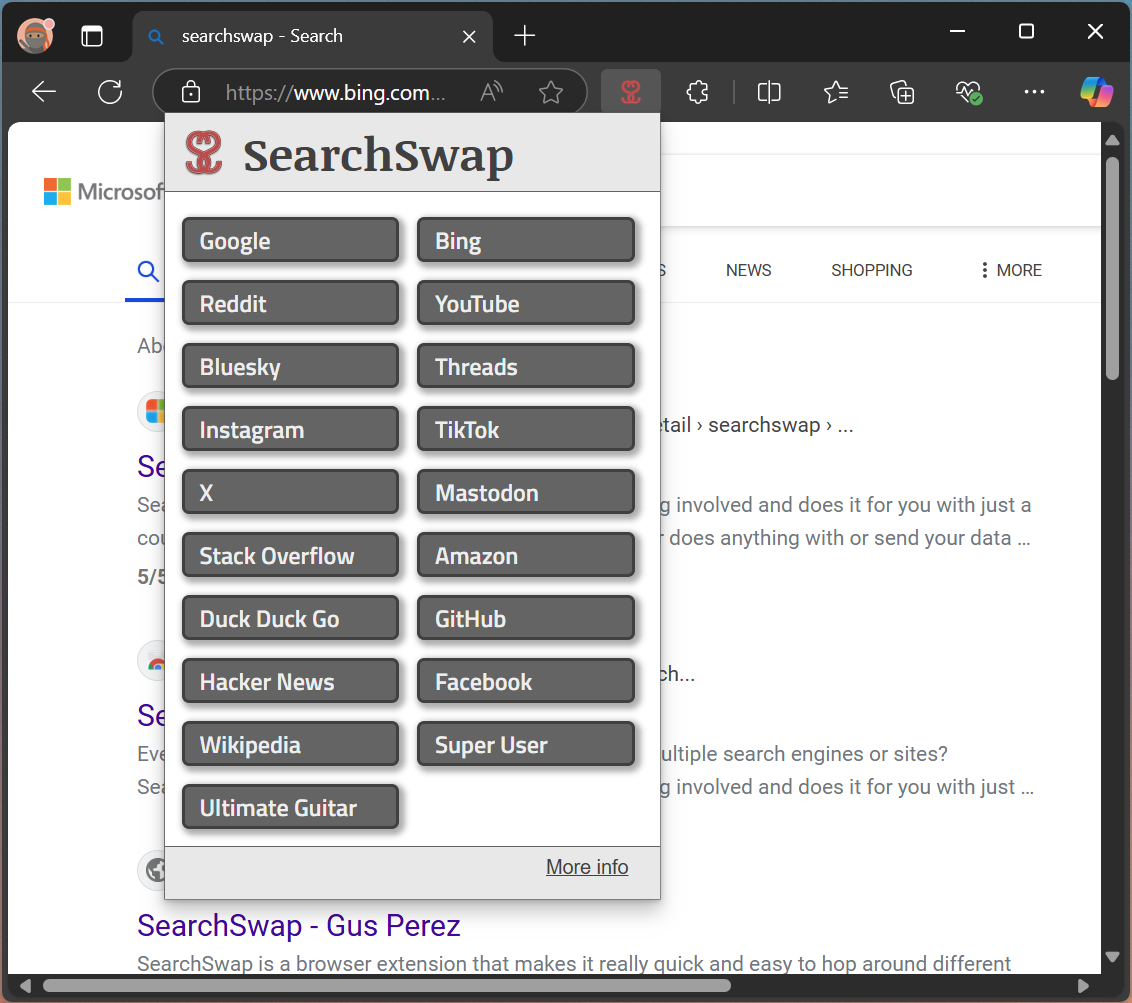 searchswap - Search
https://www.bing.com...
SearchSwap
Microsof
Google
Bing
Reddit
YouTube
Bluesky
Threads
Instagram
TikTok
X
Mastodon
Stack Overflow
Amazon
Duck Duck Go
GitHub
Hacker News
Facebook
Wikipedia
Super User
Ultimate Guitar
More info
S NEWS SHOPPING MORE
Abo
etail › searchswap › ...
Se
Sea g involved and does it for you with just a
cou r does anything with or send your data ...
5/5
ch...
Se
Eve ultiple search engines or sites?
Sea g involved and does it for you with just ...
SearchSwap - Gus Perez
SearchSwap is a browser extension that makes it really quick and easy to hop around different